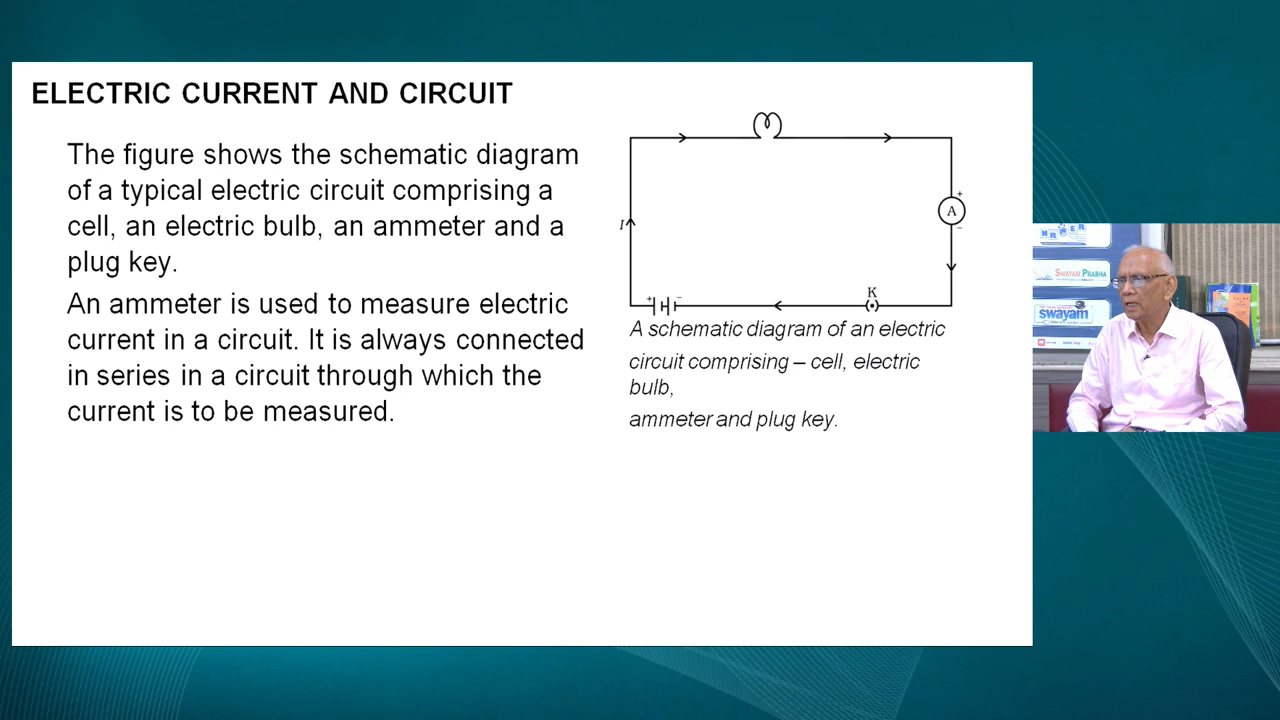 ELECTRIC CURRENT AND CIRCUIT
The figure shows the schematic diagram
of a typical electric circuit comprising a
cell, an electric bulb, an ammeter and a
plug key.
An ammeter is used to measure electric
current in a circuit. It is always connected
in series in a circuit through which the
current is to be measured.
I
+
A
−
K
+ −
A schematic diagram of an electric
circuit comprising – cell, electric
bulb,
ammeter and plug key.
SWAYAM PRABHA
swayam